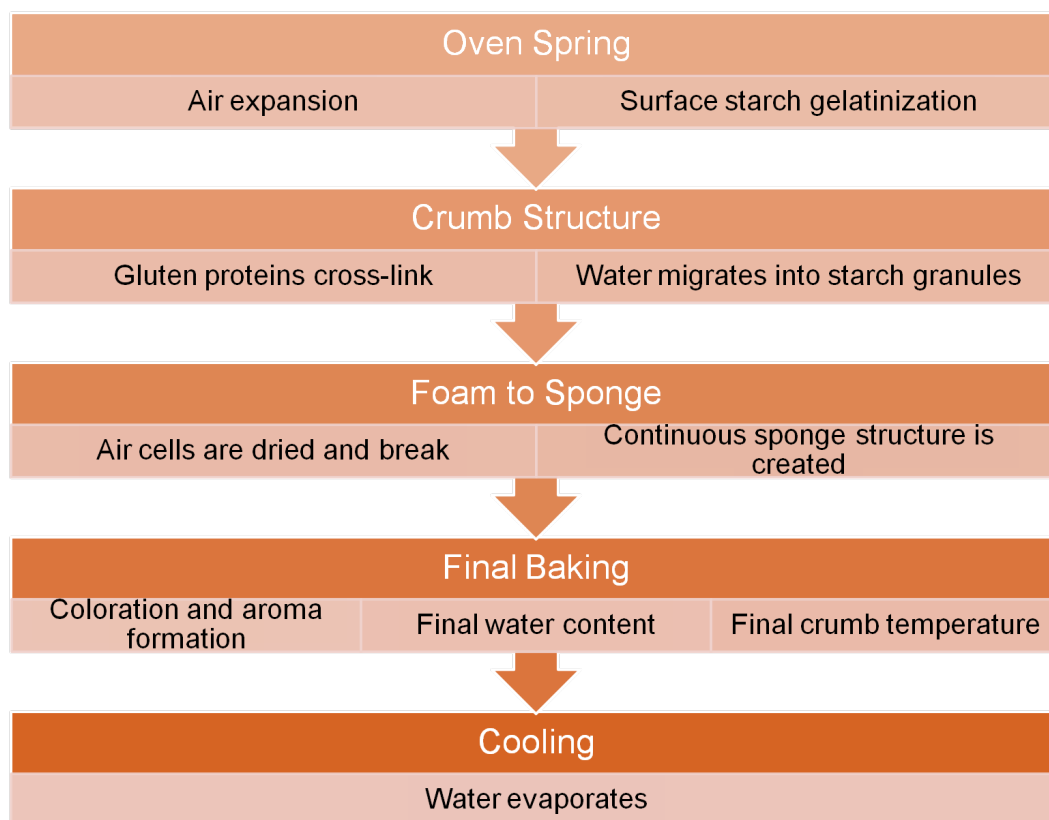 Oven Spring
Air expansion
Surface starch gelatinization
Crumb Structure
Gluten proteins cross-link
Water migrates into starch granules
Foam to Sponge
Air cells are dried and break
Continuous sponge structure is
created
Final Baking
Coloration and aroma
formation
Final water content
Final crumb temperature
Cooling
Water evaporates